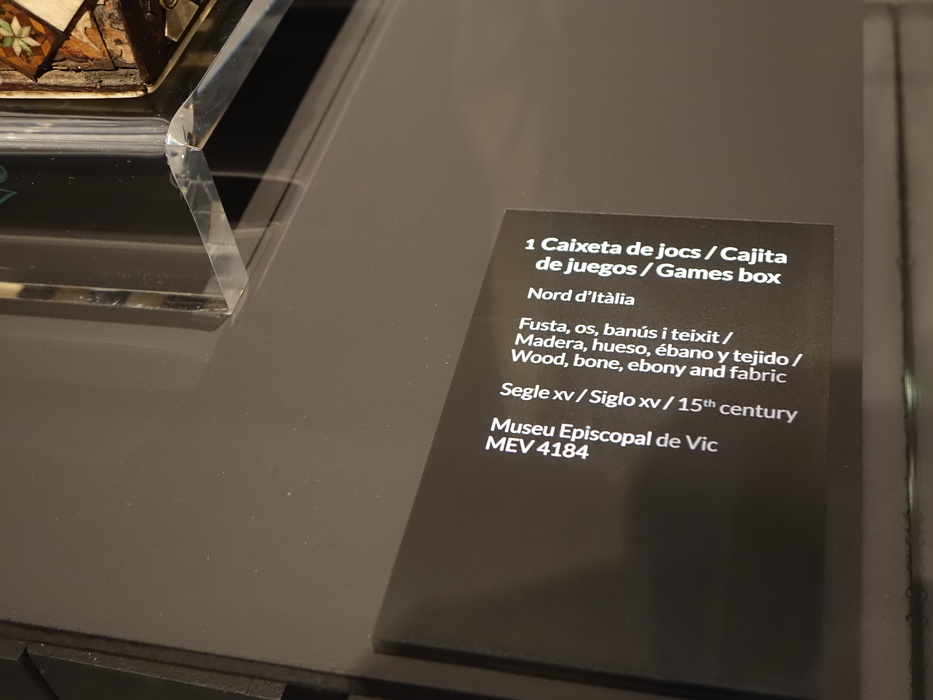 1 Caixeta de jocs / Cajita
de juegos / Games box
Nord d'Itàlia
Fusta, os, banús i teixit /
Madera, hueso, ébano y tejido /
Wood, bone, ebony and fabric
Segle xv / Siglo xv / 15th century
Museu Episcopal de Vic
MEV 4184